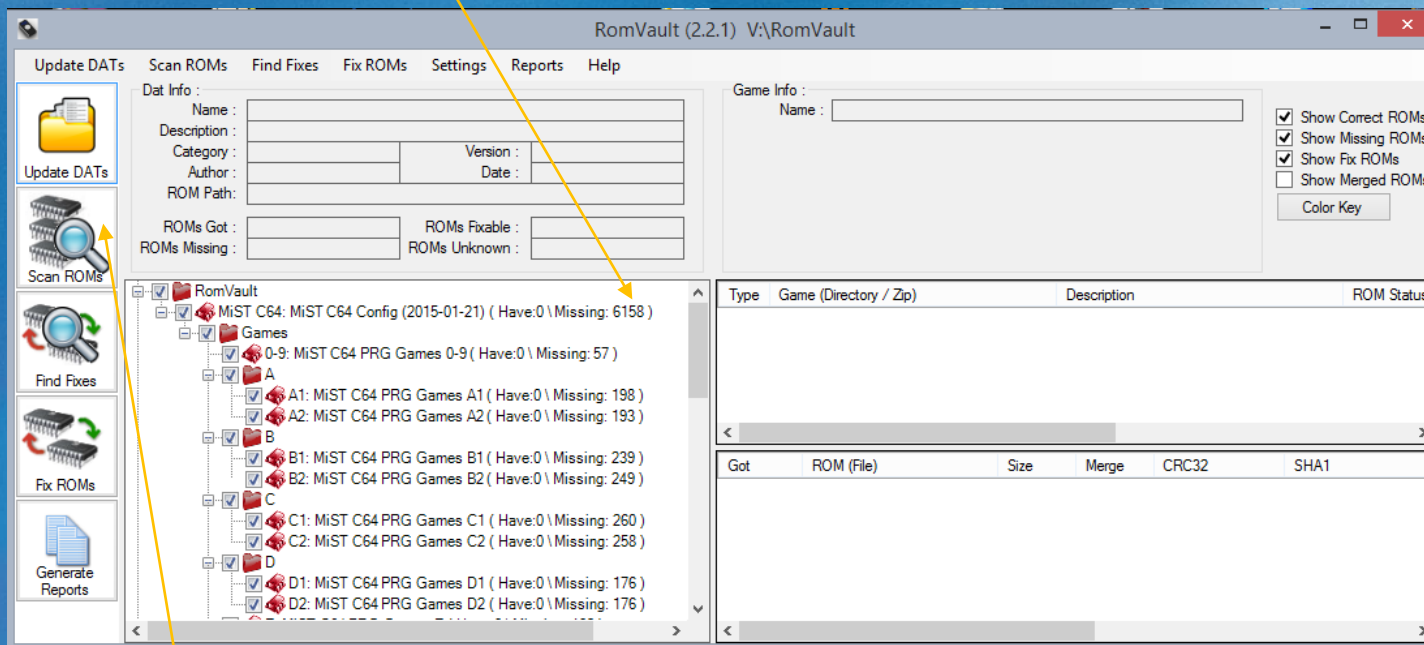 RomVault (2.2.1) V:\RomVault
Update DATs Scan ROMs Find Fixes Fix ROMs Settings Reports Help
Update DATs
Scan ROMs
Find Fixes
Fix ROMs
Generate
Reports
Dat Info :
Name :
Description :
Category : Version :
Author : Date :
ROM Path:
ROMs Got : ROMs Fixable :
ROMs Missing : ROMs Unknown :
Game Info :
Name :
Show Correct ROMs
Show Missing ROMs
Show Fix ROMs
Show Merged ROMs
Color Key
RomVault
MiST C64: MiST C64 Config (2015-01-21) ( Have:0 \ Missing: 6158 )
Games
0-9: MiST C64 PRG Games 0-9 ( Have:0 \ Missing: 57 )
A
A1: MiST C64 PRG Games A1 ( Have:0 \ Missing: 198 )
A2: MiST C64 PRG Games A2 ( Have:0 \ Missing: 193 )
B
B1: MiST C64 PRG Games B1 ( Have:0 \ Missing: 239 )
B2: MiST C64 PRG Games B2 ( Have:0 \ Missing: 249 )
C
C1: MiST C64 PRG Games C1 ( Have:0 \ Missing: 260 )
C2: MiST C64 PRG Games C2 ( Have:0 \ Missing: 258 )
D
D1: MiST C64 PRG Games D1 ( Have:0 \ Missing: 176 )
D2: MiST C64 PRG Games D2 ( Have:0 \ Missing: 176 )
Type Game (Directory / Zip) Description ROM Status
Got ROM (File) Size Merge CRC32 SHA1